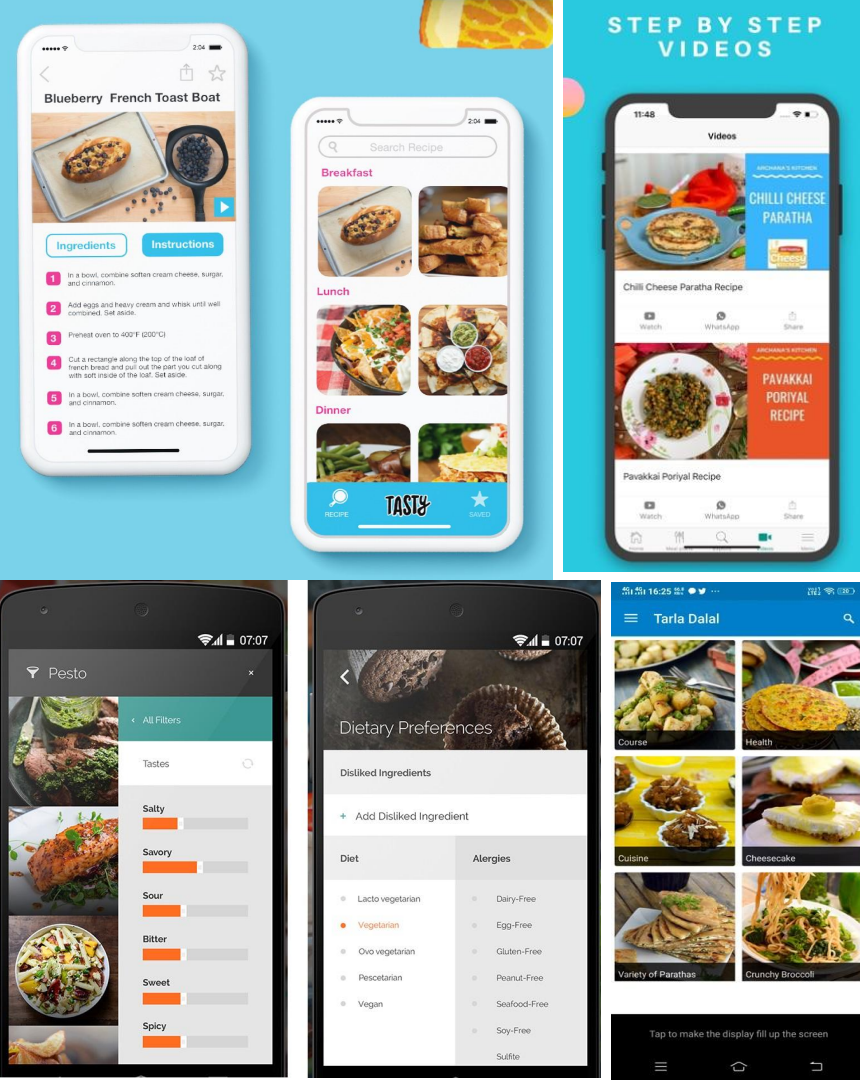 2:04
Blueberry French Toast Boat
Ingredients
Instructions
1 In a bowl, combine soften cream cheese, surgar,
and cinnamon.
2 Add eggs and heavy cream and whisk until well
combined. Set aside.
3 Preheat oven to 400°F (200°C)
4 Cut a rectangle along the top of the loaf of
french bread and pull out the part you cut along
with soft inside of the loaf. Set aside.
5 In a bowl, combine soften cream cheese, surgar,
and cinnamon.
6 In a bowl, combine soften cream cheese, surgar,
and cinnamon.
2:04
Search Recipe
Breakfast
Lunch
Dinner
RECIPE
TASTY
SAVED
STEP BY STEP
VIDEOS
11:48
Videos
ARCHANA'S KITCHEN
CHILLI CHEESE
PARATHA
Cheesy
Chilli Cheese Paratha Recipe
Watch
WhatsApp
Share
ARCHANA'S KITCHEN
PAVAKKAI
PORIYAL
RECIPE
Pavakkai Poriyal Recipe
Watch
WhatsApp
Share
Home
Videos
Menu
07:07
Pesto
×
All Filters
Tastes
Salty
Savory
Sour
Bitter
Sweet
Spicy
07:07
Dietary Preferences
Disliked Ingredients
+ Add Disliked Ingredient
Diet
Alergies
Lacto vegetarian
Dairy-Free
Vegetarian
Egg-Free
Ovo vegetarian
Gluten-Free
Pescetarian
Peanut-Free
Vegan
Seafood-Free
Soy-Free
Sulfite
4G 4G 16:25
Tarla Dalal
Course
Health
Cuisine
Cheesecake
Variety of Parathas
Crunchy Broccoli
Tap to make the display fill up the screen